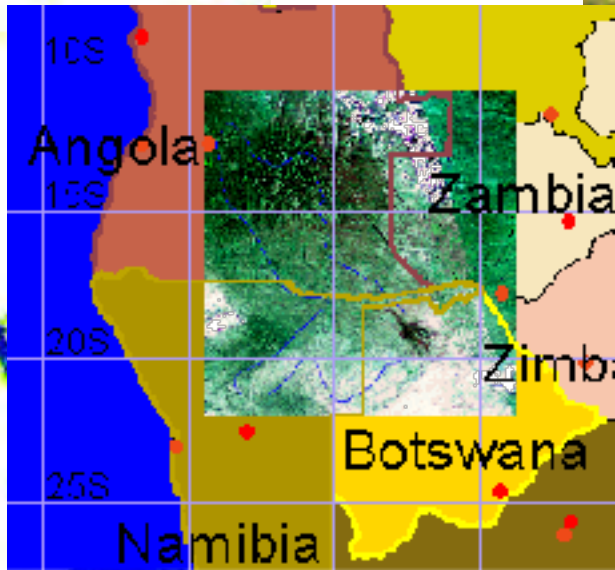 10S
Angola
15S
Zambia
20S
Zimba
Botswana
25S
Namibia